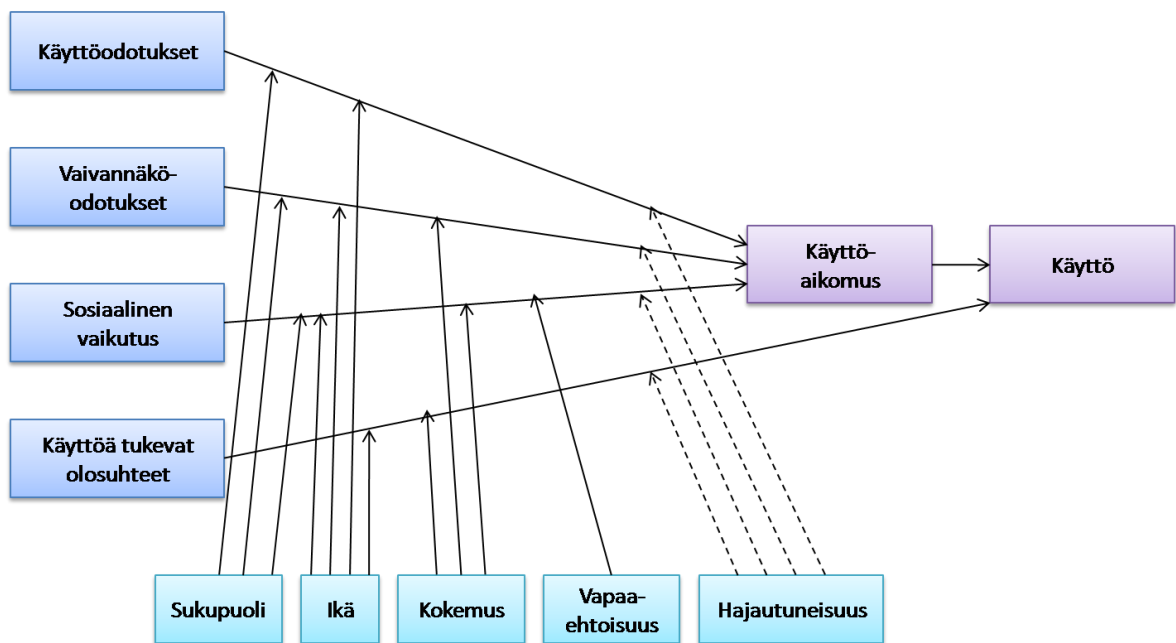 Käyttöodotukset
Vaivannäkö-
odotukset
Sosiaalinen
vaikutus
Käyttöä tukevat
olosuhteet
Käyttö-
aikomus
Käyttö
Sukupuoli
Ikä
Kokemus
Vapaa-
ehtoisuus
Hajautuneisuus